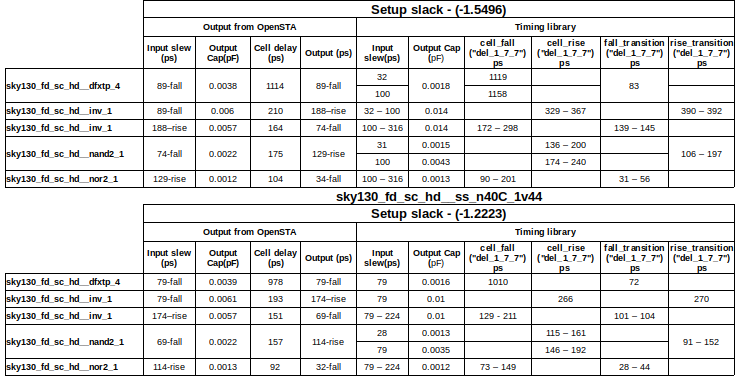 Setup slack - (-1.5496)
Output from OpenSTA Timing library
Input slew (ps) Output Cap(pF) Cell delay (ps) Output (ps) Input slew(ps) Output Cap (pF) cell_fall ("del_1_7_7") ps cell_rise ("del_1_7_7") ps fall_transition ("del_1_7_7") ps rise_transition ("del_1_7_7") ps
sky130_fd_sc_hd__dfxtp_4 89-fall 0.0038 1114 89-fall 32 0.0018 1119 83
100 1158
sky130_fd_sc_hd__inv_1 89-fall 0.006 210 188–rise 32 – 100 0.014 329 – 367 390 – 392
sky130_fd_sc_hd__inv_1 188–rise 0.0057 164 74-fall 100 – 316 0.014 172 – 298 139 – 145
sky130_fd_sc_hd__nand2_1 74-fall 0.0022 175 129-rise 31 0.0015 136 – 200 106 – 197
100 0.0043 174 – 240
sky130_fd_sc_hd__nor2_1 129-rise 0.0012 104 34-fall 100 – 316 0.013 90 – 201 31 – 56
sky130_fd_sc_hd__ss_n40C_1v44
Setup slack - (-1.2223)
Output from OpenSTA Timing library
Input slew (ps) Output Cap(pF) Cell delay (ps) Output (ps) Input slew(ps) Output Cap (pF) cell_fall ("del_1_7_7") ps cell_rise ("del_1_7_7") ps fall_transition ("del_1_7_7") ps rise_transition ("del_1_7_7") ps
sky130_fd_sc_hd__dfxtp_4 79-fall 0.0039 978 79-fall 79 0.0016 1010 72
sky130_fd_sc_hd__inv_1 79-fall 0.0061 193 174–rise 79 0.01 266 270
sky130_fd_sc_hd__inv_1 174–rise 0.0057 151 69-fall 79 – 224 0.01 129 - 211 101 – 104
sky130_fd_sc_hd__nand2_1 69-fall 0.0022 157 114-rise 28 0.0013 115 – 161 91 – 152
79 0.0035 146 – 192
sky130_fd_sc_hd__nor2_1 114-rise 0.0013 92 32-fall 79 – 224 0.0012 73 – 149 28 – 44